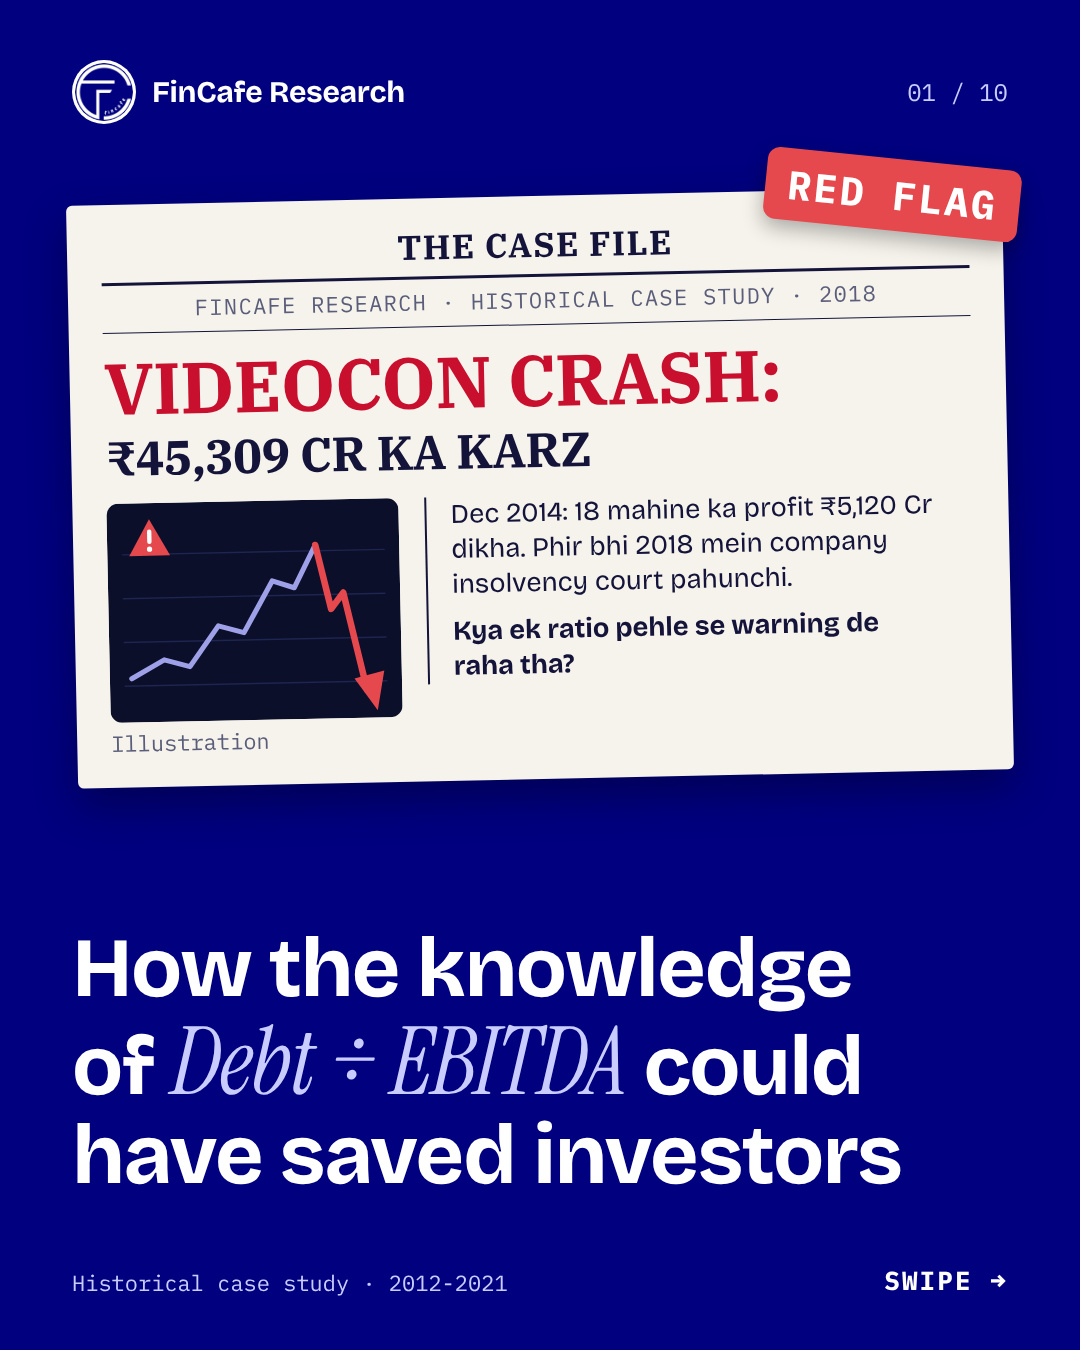 FinCafe Research
01 / 10
RED FLAG
THE CASE FILE
FINCAFE RESEARCH · HISTORICAL CASE STUDY · 2018
VIDEOCON CRASH:
₹45,309 CR KA KARZ
Dec 2014: 18 mahine ka profit ₹5,120 Cr
dikha. Phir bhi 2018 mein company
insolvency court pahunchi.
Kya ek ratio pehle se warning de
raha tha?
Illustration
How the knowledge
of Debt ÷ EBITDA could
have saved investors
Historical case study · 2012-2021
SWIPE →